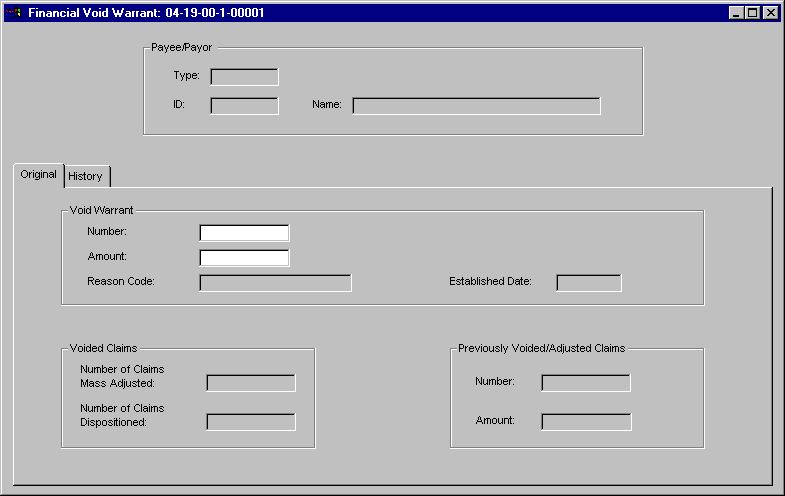 Financial Void Warrant: 04-19-00-1-00001
Payee/Payor
Type:
ID: Name:
Original History
Void Warrant
Number:
Amount:
Reason Code: Established Date:
Voided Claims
Number of Claims
Mass Adjusted:
Number of Claims
Dispositioned:
Previously Voided/Adjusted Claims
Number:
Amount: